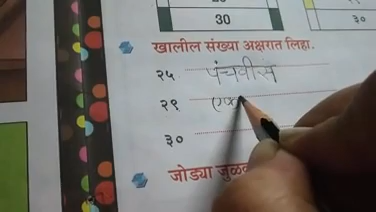 30
३०
खालील संख्या अक्षरात लिहा.
२५ पंचवीस
२९
३०